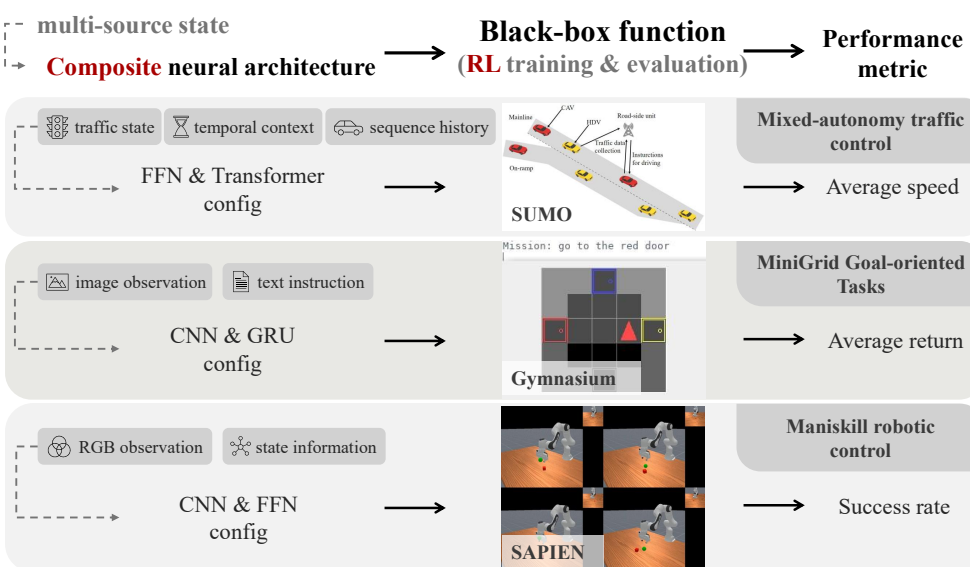 multi-source state
Composite neural architecture
Black-box function
(RL training & evaluation)
Performance
metric
traffic state
temporal context
sequence history
FFN & Transformer
config
Mainline
CAV
HDV
Road-side unit
Traffic data
collection
Insturctions
for driving
On-ramp
SUMO
Mixed-autonomy traffic
control
Average speed
image observation
text instruction
CNN & GRU
config
Mission: go to the red door
Gymnasium
MiniGrid Goal-oriented
Tasks
Average return
RGB observation
state information
CNN & FFN
config
SAPIEN
Maniskill robotic
control
Success rate